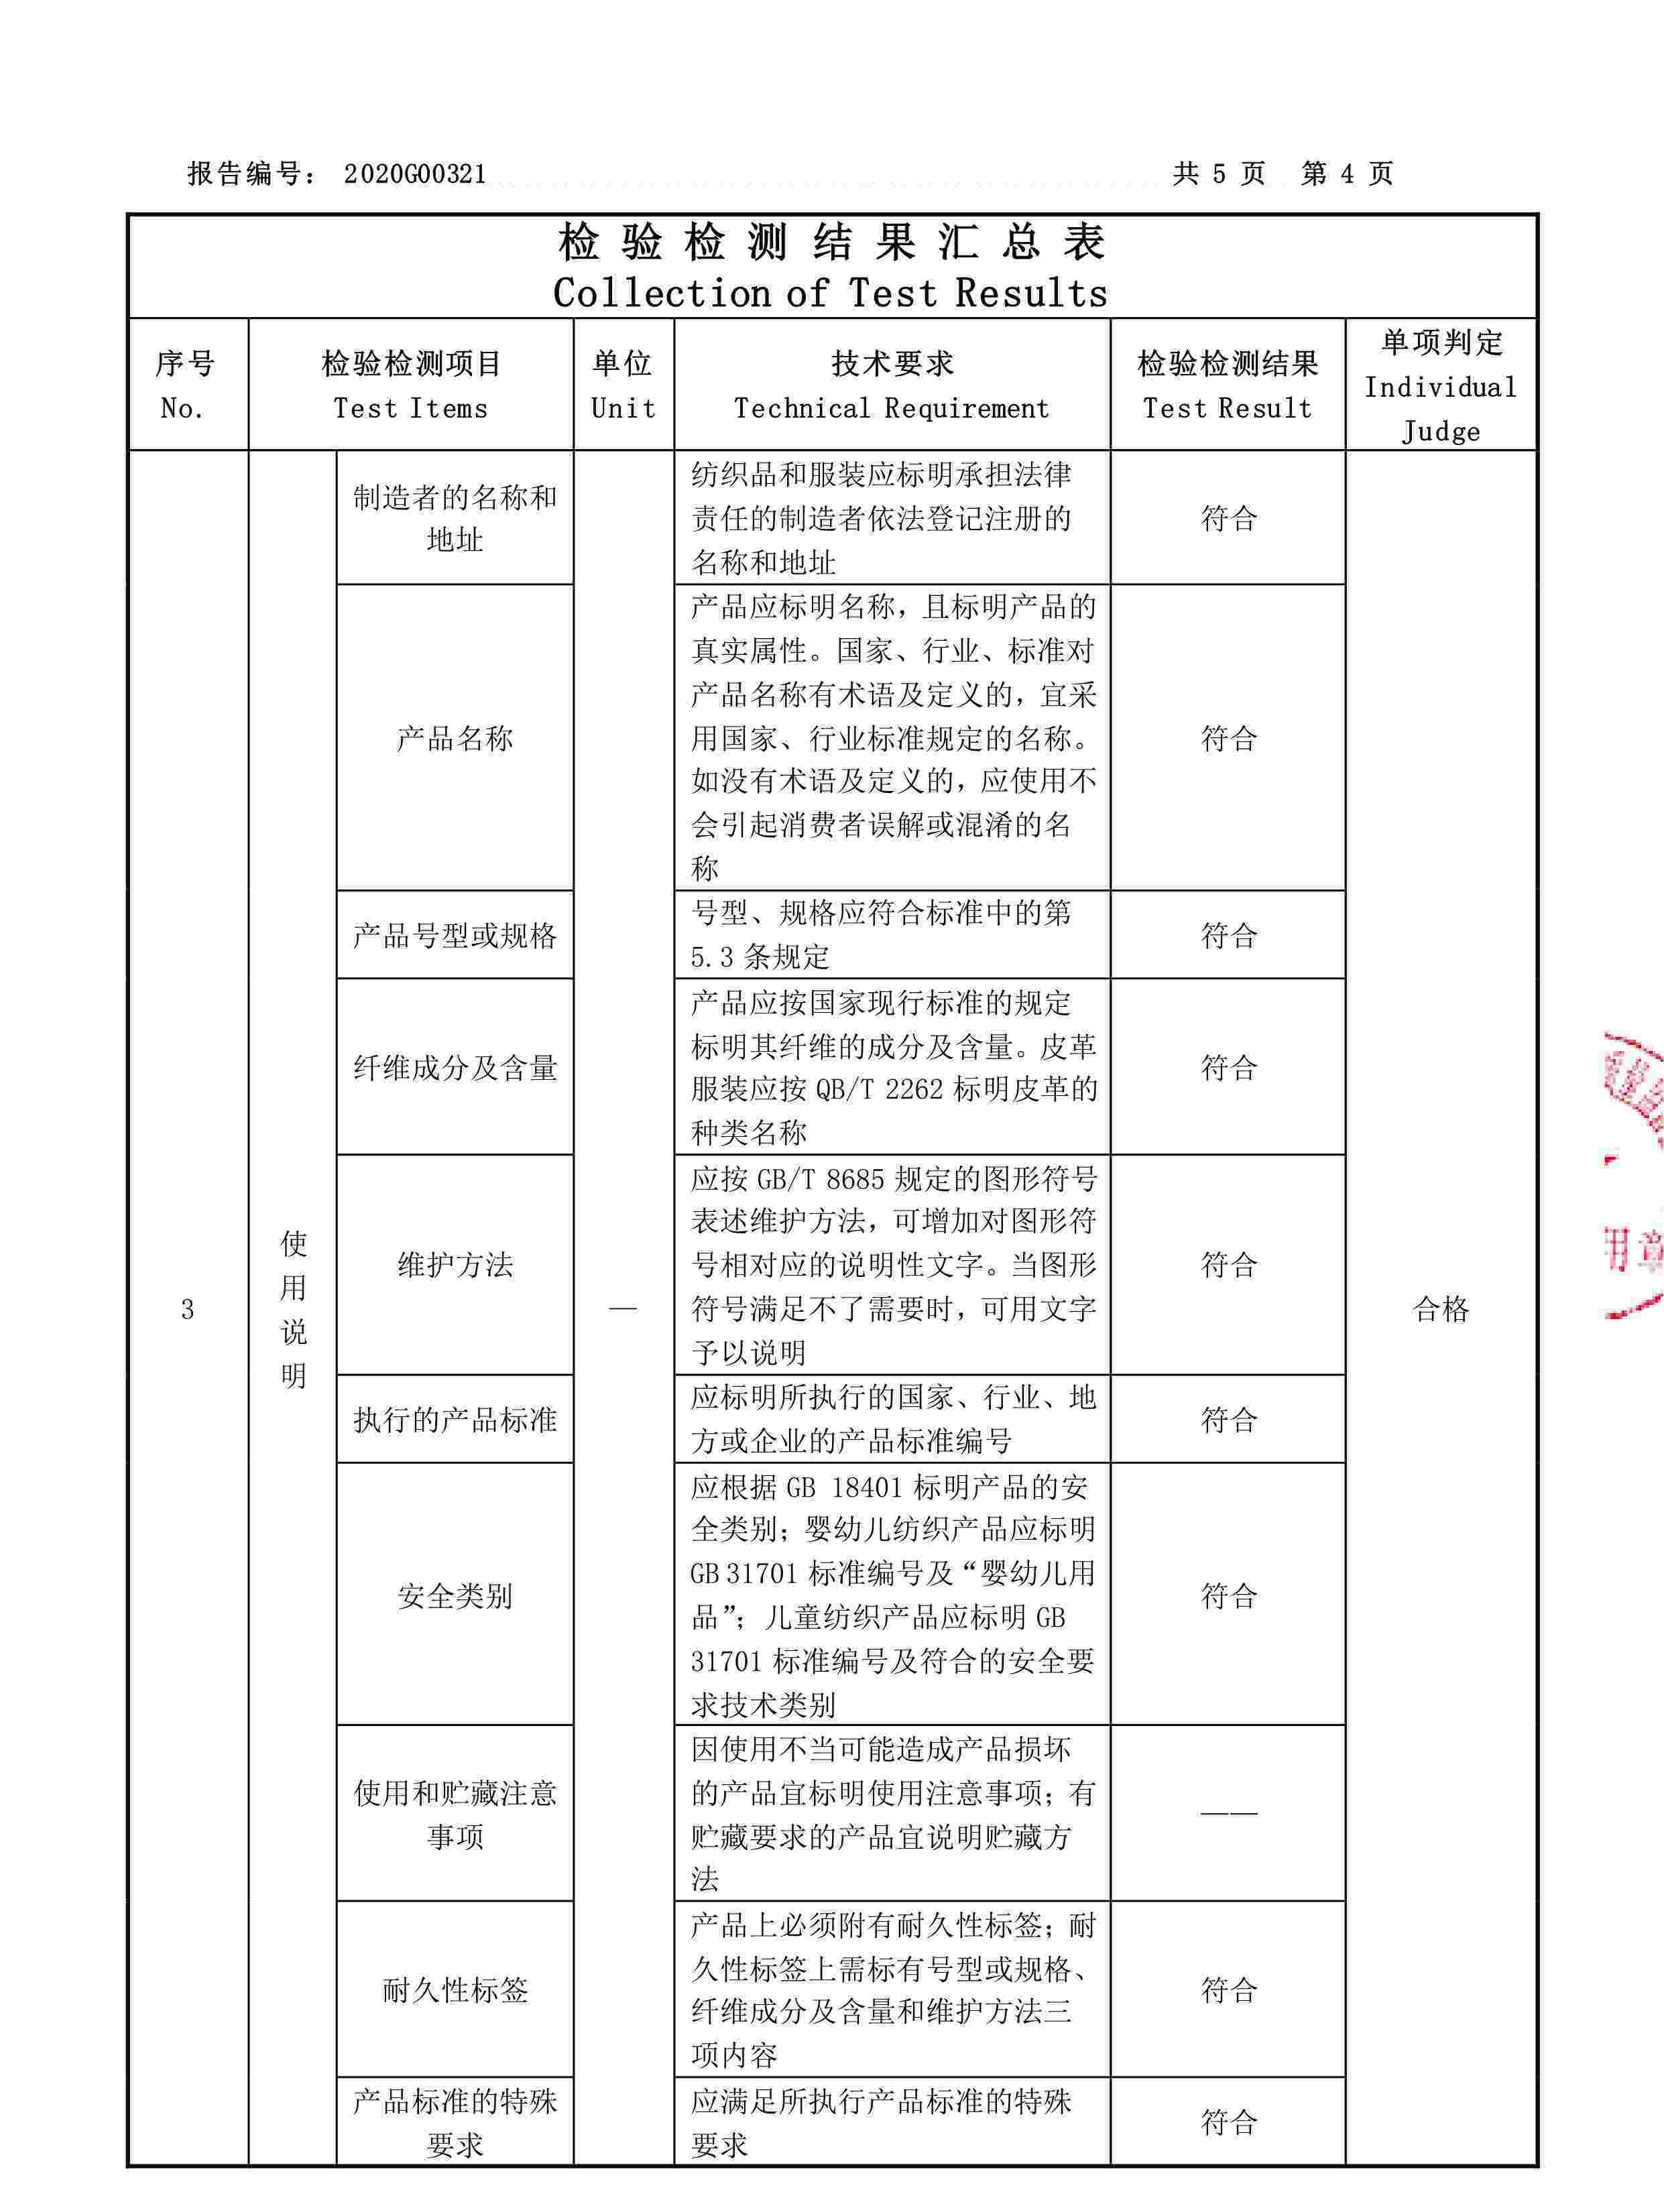 报告编号： 2020G00321
共 5 页 第 4 页
检验检测结果汇总表
Collection of Test Results
序号
No.
检验检测项目
Test Items
单位
Unit
技术要求
Technical Requirement
检验检测结果
Test Result
单项判定
Individual
Judge
3
使
用
说
明
—
合格
制造者的名称和
地址
纺织品和服装应标明承担法律
责任的制造者依法登记注册的
名称和地址
符合
产品名称
产品应标明名称，且标明产品的
真实属性。国家、行业、标准对
产品名称有术语及定义的，宜采
用国家、行业标准规定的名称。
如没有术语及定义的，应使用不
会引起消费者误解或混淆的名
称
符合
产品号型或规格
号型、规格应符合标准中的第
5.3 条规定
符合
纤维成分及含量
产品应按国家现行标准的规定
标明其纤维的成分及含量。皮革
服装应按 QB/T 2262 标明皮革的
种类名称
符合
维护方法
应按 GB/T 8685 规定的图形符号
表述维护方法，可增加对图形符
号相对应的说明性文字。当图形
符号满足不了需要时，可用文字
予以说明
符合
执行的产品标准
应标明所执行的国家、行业、地
方或企业的产品标准编号
符合
安全类别
应根据 GB 18401 标明产品的安
全类别；婴幼儿纺织产品应标明
GB 31701 标准编号及“婴幼儿用
品”；儿童纺织产品应标明 GB
31701 标准编号及符合的安全要
求技术类别
符合
使用和贮藏注意
事项
因使用不当可能造成产品损坏
的产品宜标明使用注意事项；有
贮藏要求的产品宜说明贮藏方
法
——
耐久性标签
产品上必须附有耐久性标签；耐
久性标签上需标有号型或规格、
纤维成分及含量和维护方法三
项内容
符合
产品标准的特殊
要求
应满足所执行产品标准的特殊
要求
符合
用章